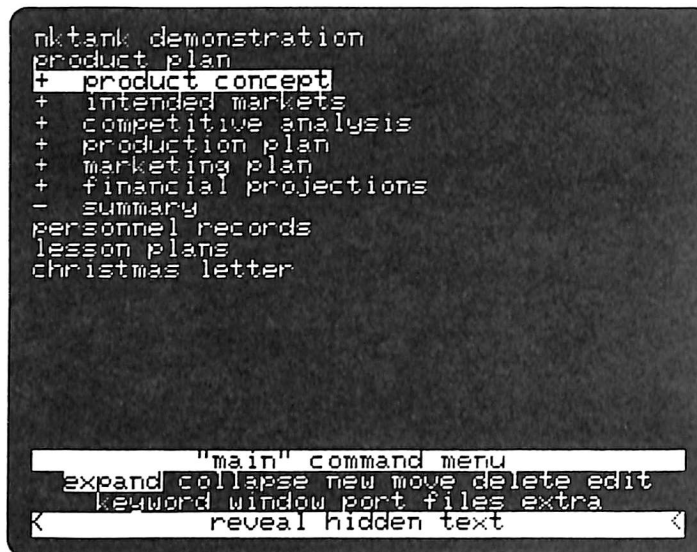 nktank demonstration
product plan
+ product concept
+ intended markets
+ competitive analysis
+ production plan
+ marketing plan
+ financial projections
- summary
personnel records
lesson plans
christmas letter
"main" command menu
expand collapse new move delete edit
keyword window port files extra
< reveal hidden text <